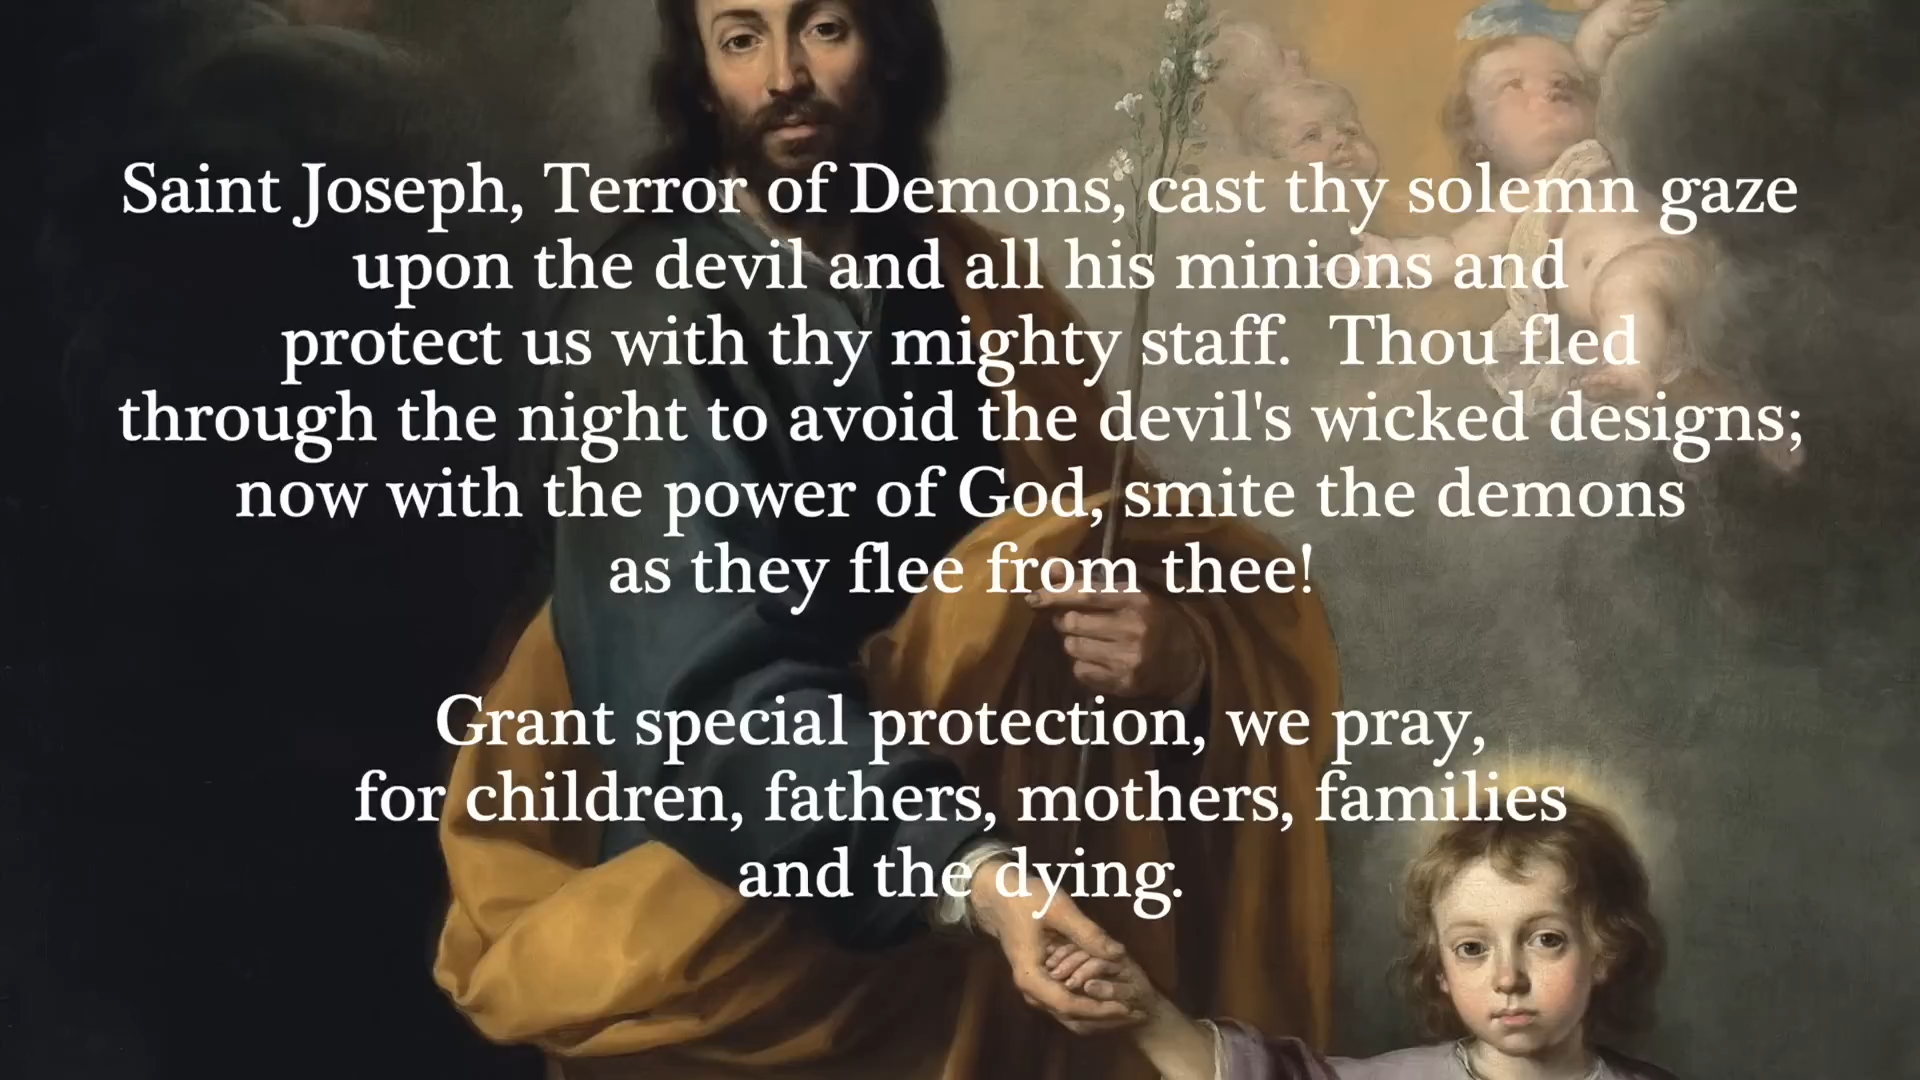 Saint Joseph, Terror of Demons, cast thy solemn gaze
upon the devil and all his minions and
protect us with thy mighty staff.  Thou fled
through the night to avoid the devil's wicked designs;
now with the power of God, smite the demons
as they flee from thee!
Grant special protection, we pray,
for children, fathers, mothers, families
and the dying.